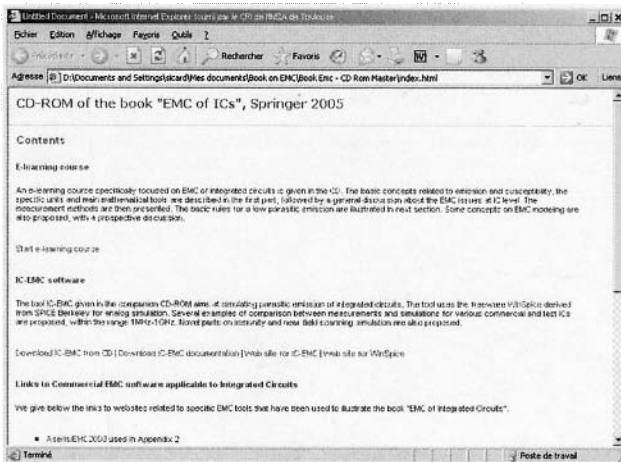 Untitled Document - Microsoft Internet Explorer fourni par le CRI de l'INSA de Toulouse
Fichier Edition Affichage Favoris Outils ?
Précédente Rechercher Favoris
Adresse D:\Documents and Settings\sicard\Mes documents\Book on EMC\Book Emc - CD Rom Master\index.html OK Liens
CD-ROM of the book "EMC of ICs", Springer 2005
Contents
E-learning course
An e-learning course specifically focused on EMC of integrated circuits is given in the CD. The basic concepts related to emission and susceptibility, the
specific units and main mathematical tools are described in the first part, followed by a general discussion about the EMC issues at IC level. The
measurement methods are then presented. The basic rules for a low parasitic emission are illustrated in next section. Some concepts on EMC modeling are
also proposed, with a prospective discussion.
Start e-learning course
IC-EMC software
The tool IC-EMC given in the companion CD-ROM aims at simulating parasitic emission of integrated circuits. The tool uses the freeware WinSpice derived
from SPICE Berkeley for analog simulation. Several examples of comparison between measurements and simulations for various commercial and test ICs
are proposed, within the range 1MHz-1GHz. Novel parts on immunity and near field scanning simulation are also proposed.
Download IC-EMC from CD | Download IC-EMC documentation | Web site for IC-EMC | Web site for WinSpice
Links to Commercial EMC software applicable to Integrated Circuits
We give below the links to websites related to specific EMC tools that have been used to illustrate the book "EMC of Integrated Circuits".
2003 used in Appendix 2
Terminé Poste de travail